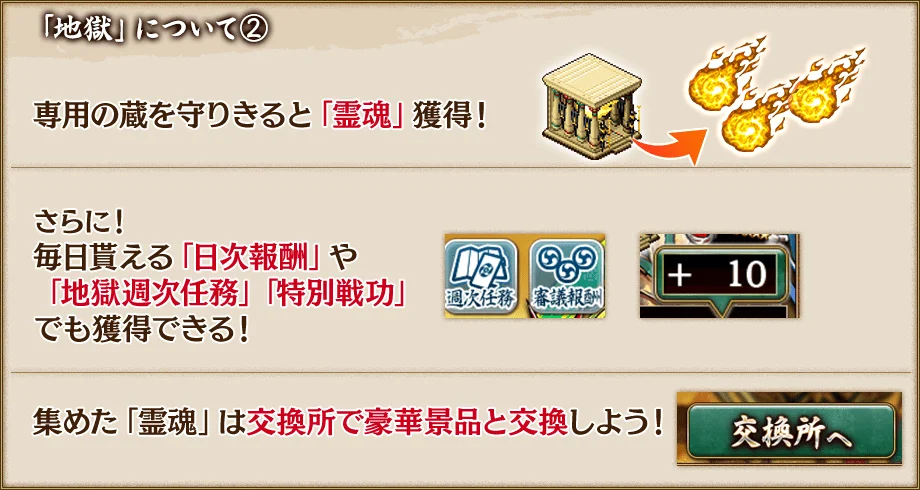 「地獄」について②
専用の蔵を守りきると「霊魂」獲得！
さらに！
毎日貰える「日次報酬」や
「地獄週次任務」「特別戦功」
でも獲得できる！
週次任務
審議報酬
+ 10
集めた「霊魂」は交換所で豪華景品と交換しよう！
交換所へ